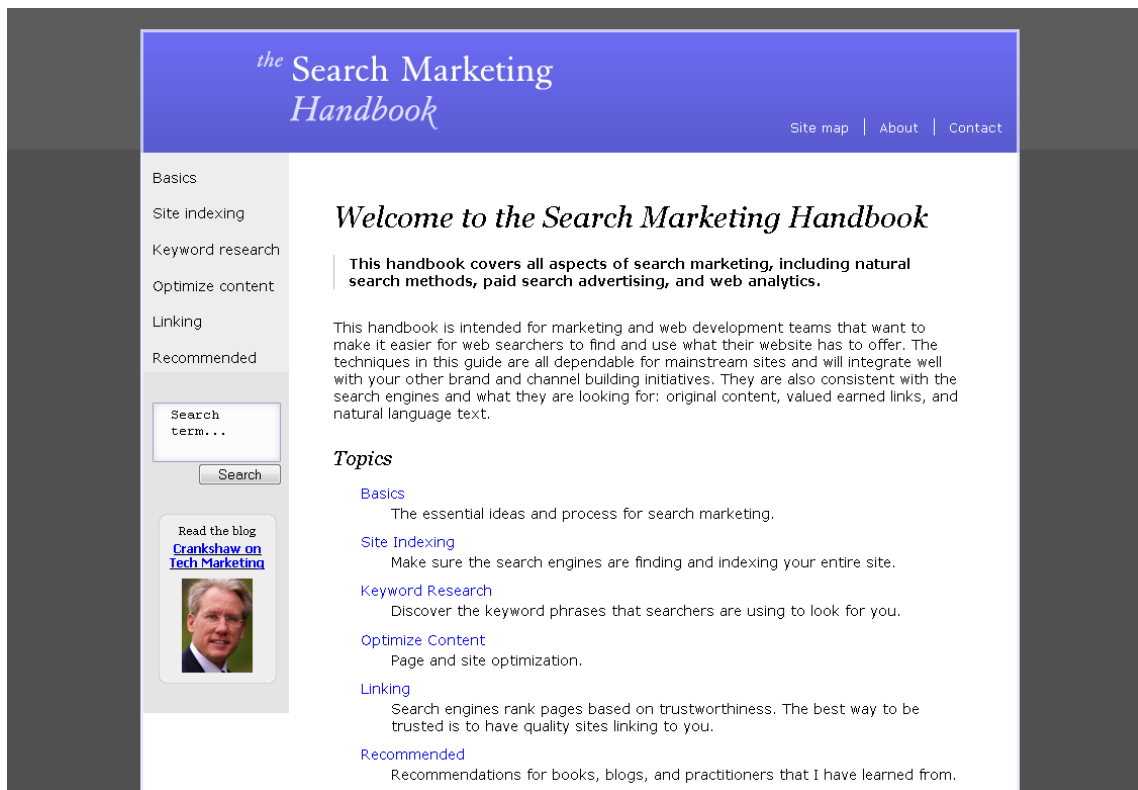 the Search Marketing
Handbook
Site map
About
Contact
Basics
Site indexing
Keyword research
Optimize content
Linking
Recommended
Search
term...
Search
Read the blog
Crankshaw on
Tech Marketing
Welcome to the Search Marketing Handbook
This handbook covers all aspects of search marketing, including natural
search methods, paid search advertising, and web analytics.
This handbook is intended for marketing and web development teams that want to
make it easier for web searchers to find and use what their website has to offer. The
techniques in this guide are all dependable for mainstream sites and will integrate well
with your other brand and channel building initiatives. They are also consistent with the
search engines and what they are looking for: original content, valued earned links, and
natural language text.
Topics
Basics
The essential ideas and process for search marketing.
Site Indexing
Make sure the search engines are finding and indexing your entire site.
Keyword Research
Discover the keyword phrases that searchers are using to look for you.
Optimize Content
Page and site optimization.
Linking
Search engines rank pages based on trustworthiness. The best way to be
trusted is to have quality sites linking to you.
Recommended
Recommendations for books, blogs, and practitioners that I have learned from.